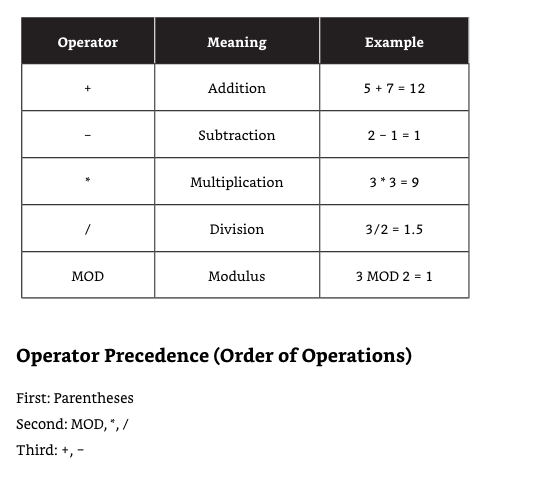 Operator Meaning Example
+ Addition 5 + 7 = 12
– Subtraction 2 – 1 = 1
* Multiplication 3 * 3 = 9
/ Division 3/2 = 1.5
MOD Modulus 3 MOD 2 = 1
Operator Precedence (Order of Operations)
First: Parentheses
Second: MOD, *, /
Third: +, –